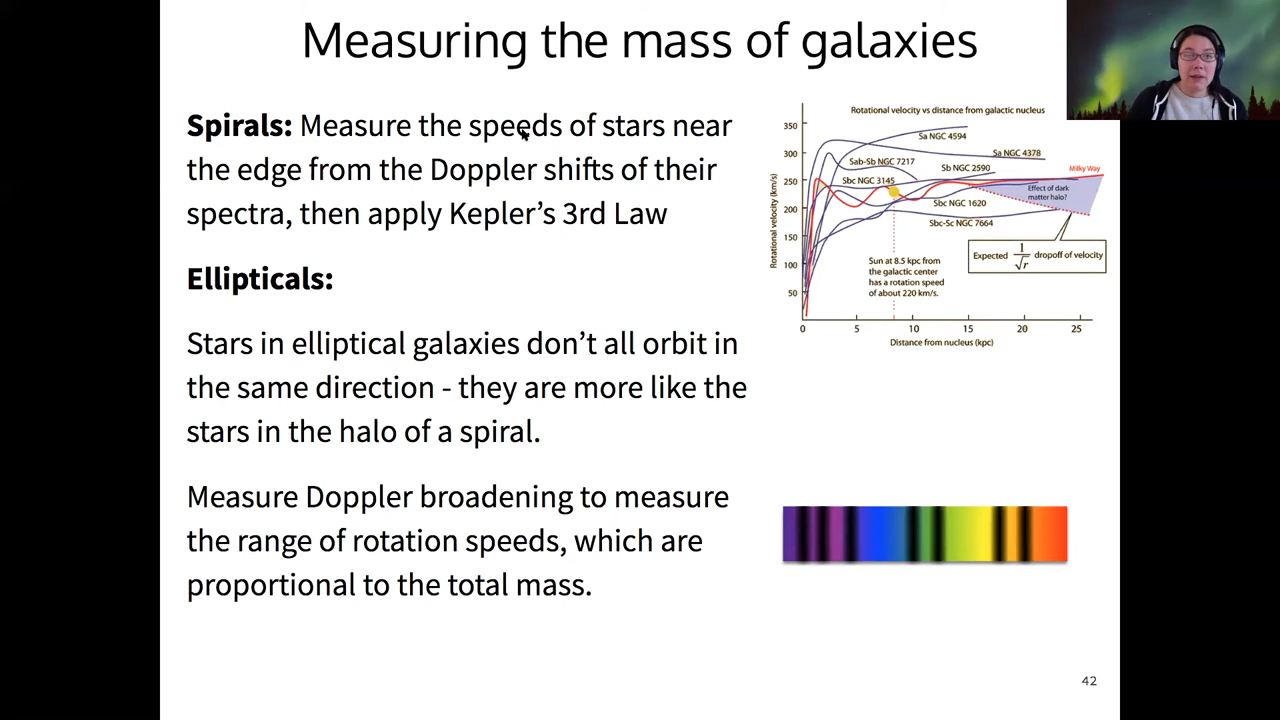 Measuring the mass of galaxies
Spirals: Measure the speeds of stars near
the edge from the Doppler shifts of their
spectra, then apply Kepler’s 3rd Law
Ellipticals:
Stars in elliptical galaxies don’t all orbit in
the same direction - they are more like the
stars in the halo of a spiral.
Measure Doppler broadening to measure
the range of rotation speeds, which are
proportional to the total mass.
Rotational velocity vs distance from galactic nucleus
Rotational velocity (km/s)
350
300
250
200
150
100
50
Sa NGC 4594
Sa NGC 4378
Sab-Sb NGC 7217
Sb NGC 2590
Milky Way
Sbc NGC 3145
Effect of dark
matter halo?
Sbc NGC 1620
Sbc-Sc NGC 7664
Expected 1/√r dropoff of velocity
Sun at 8.5 kpc from
the galactic center
has a rotation speed
of about 220 km/s.
0 5 10 15 20 25
Distance from nucleus (kpc)
42